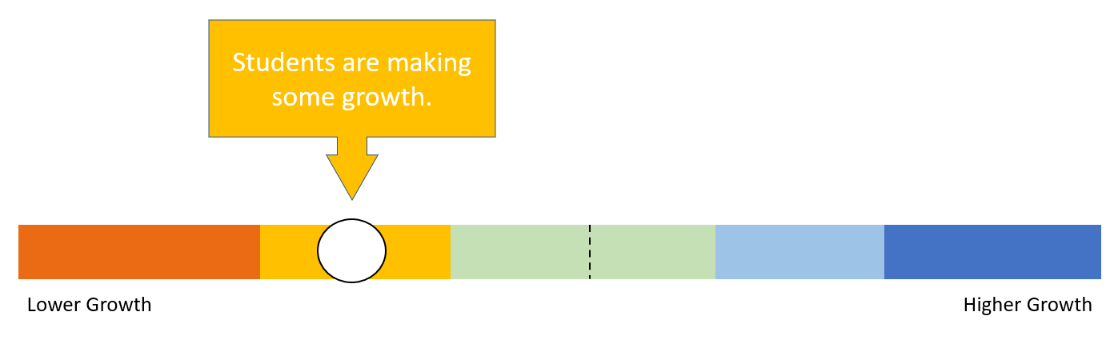 Students are making
some growth.
Lower Growth
Higher Growth